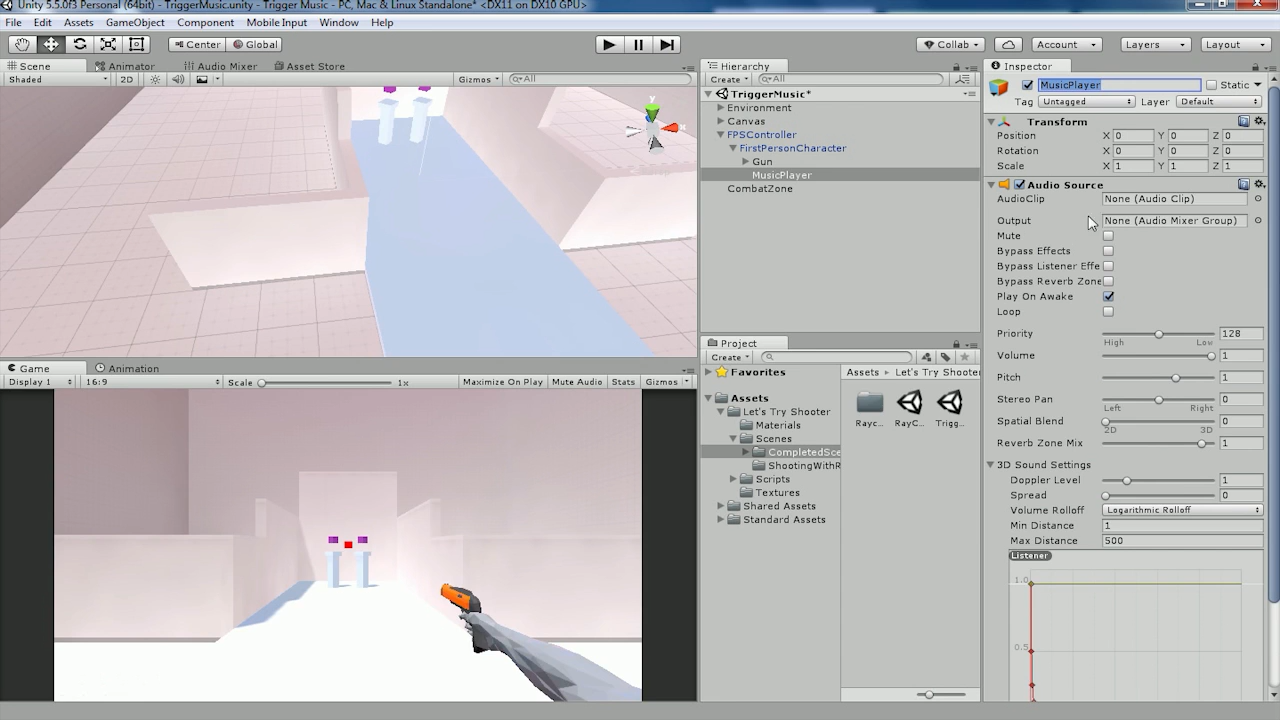 Unity 5.5.0f3 Personal (64bit) - TriggerMusic.unity - Trigger Music - PC, Mac & Linux Standalone* <DX11 on DX10 GPU>
File Edit Assets GameObject Component Mobile Input Window Help
Center Global Collab Account Layers Layout
Scene Animator Audio Mixer Asset Store
Shaded 2D Gizmos All
x
y
Hierarchy
Create All
TriggerMusic*
Environment
Canvas
FPSController
FirstPersonCharacter
Gun
MusicPlayer
CombatZone
Project
Create
Favorites
Assets
Let's Try Shooter
Materials
Scenes
CompletedSce
ShootingWithR
Scripts
Textures
Shared Assets
Standard Assets
Assets Let's Try Shooter
Rayc... RayC... Trigg...
Game Animation
Display 1 16:9 Scale 1x Maximize On Play Mute Audio Stats Gizmos
Inspector
MusicPlayer Static
Tag Untagged Layer Default
Transform
Position X 0 Y 0 Z 0
Rotation X 0 Y 0 Z 0
Scale X 1 Y 1 Z 1
Audio Source
AudioClip None (Audio Clip)
Output None (Audio Mixer Group)
Mute
Bypass Effects
Bypass Listener Effe
Bypass Reverb Zone
Play On Awake
Loop
Priority 128
High Low
Volume 1
Pitch 1
Stereo Pan 0
Left Right
Spatial Blend 0
2D 3D
Reverb Zone Mix 1
3D Sound Settings
Doppler Level 1
Spread 0
Volume Rolloff Logarithmic Rolloff
Min Distance 1
Max Distance 500
Listener
1.0
0.5